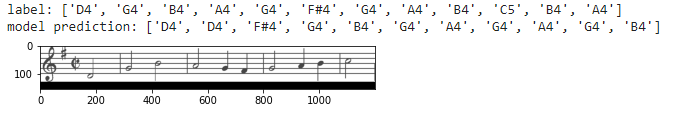 label: ['D4', 'G4', 'B4', 'A4', 'G4', 'F#4', 'G4', 'A4', 'B4', 'C5', 'B4', 'A4']
model prediction: ['D4', 'D4', 'F#4', 'G4', 'B4', 'G4', 'A4', 'G4', 'A4', 'G4', 'B4']
0
100
0 200 400 600 800 1000